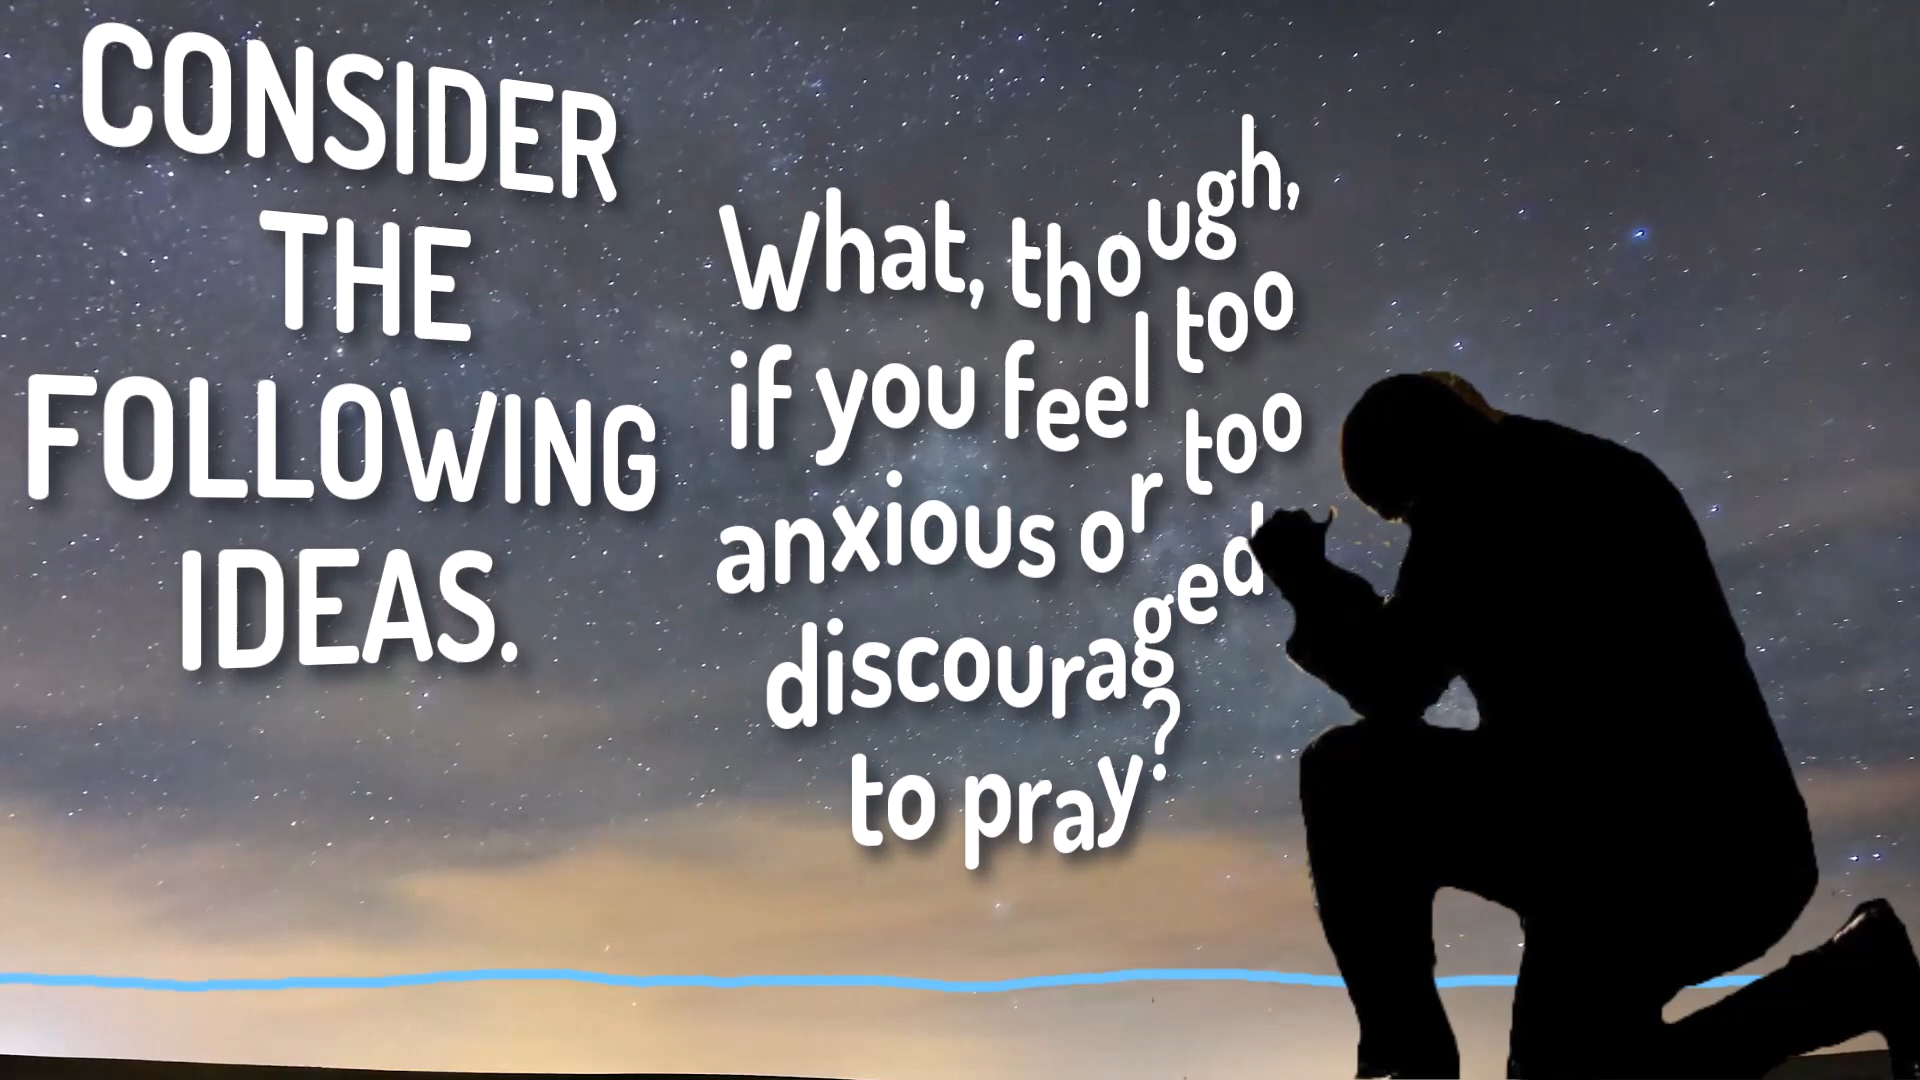 CONSIDER
THE
FOLLOWING
IDEAS.
What, though,
if you feel too
anxious or too
discouraged
to pray?